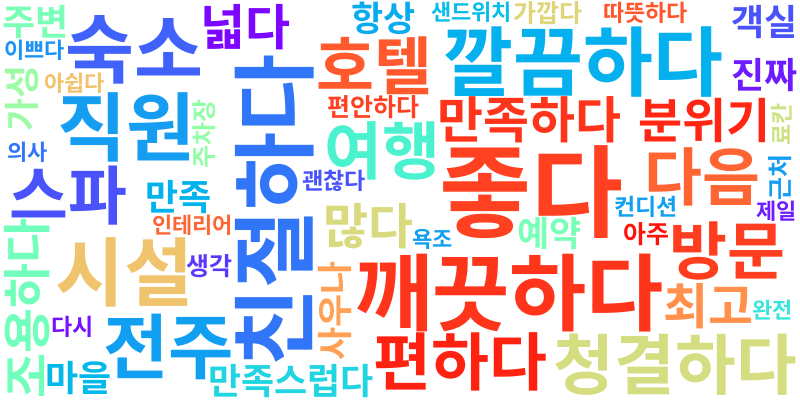 주변
숙소
넓다
항상
샌드위치
가깝다
따뜻하다
객실
이쁘다
호텔
깔끔하다
가성
아쉽다
진짜
직원
친절하다
편안하다
만족하다
분위기
주차장
여행
료칸
의사
좋다
다음
근처
스파
만족
괜찮다
컨디션
제일
인테리어
많다
욕조
예약
아주
방문
조용하다
시설
생각
사우나
깨끗하다
최고
완전
다시
전주
마을
만족스럽다
편하다
청결하다